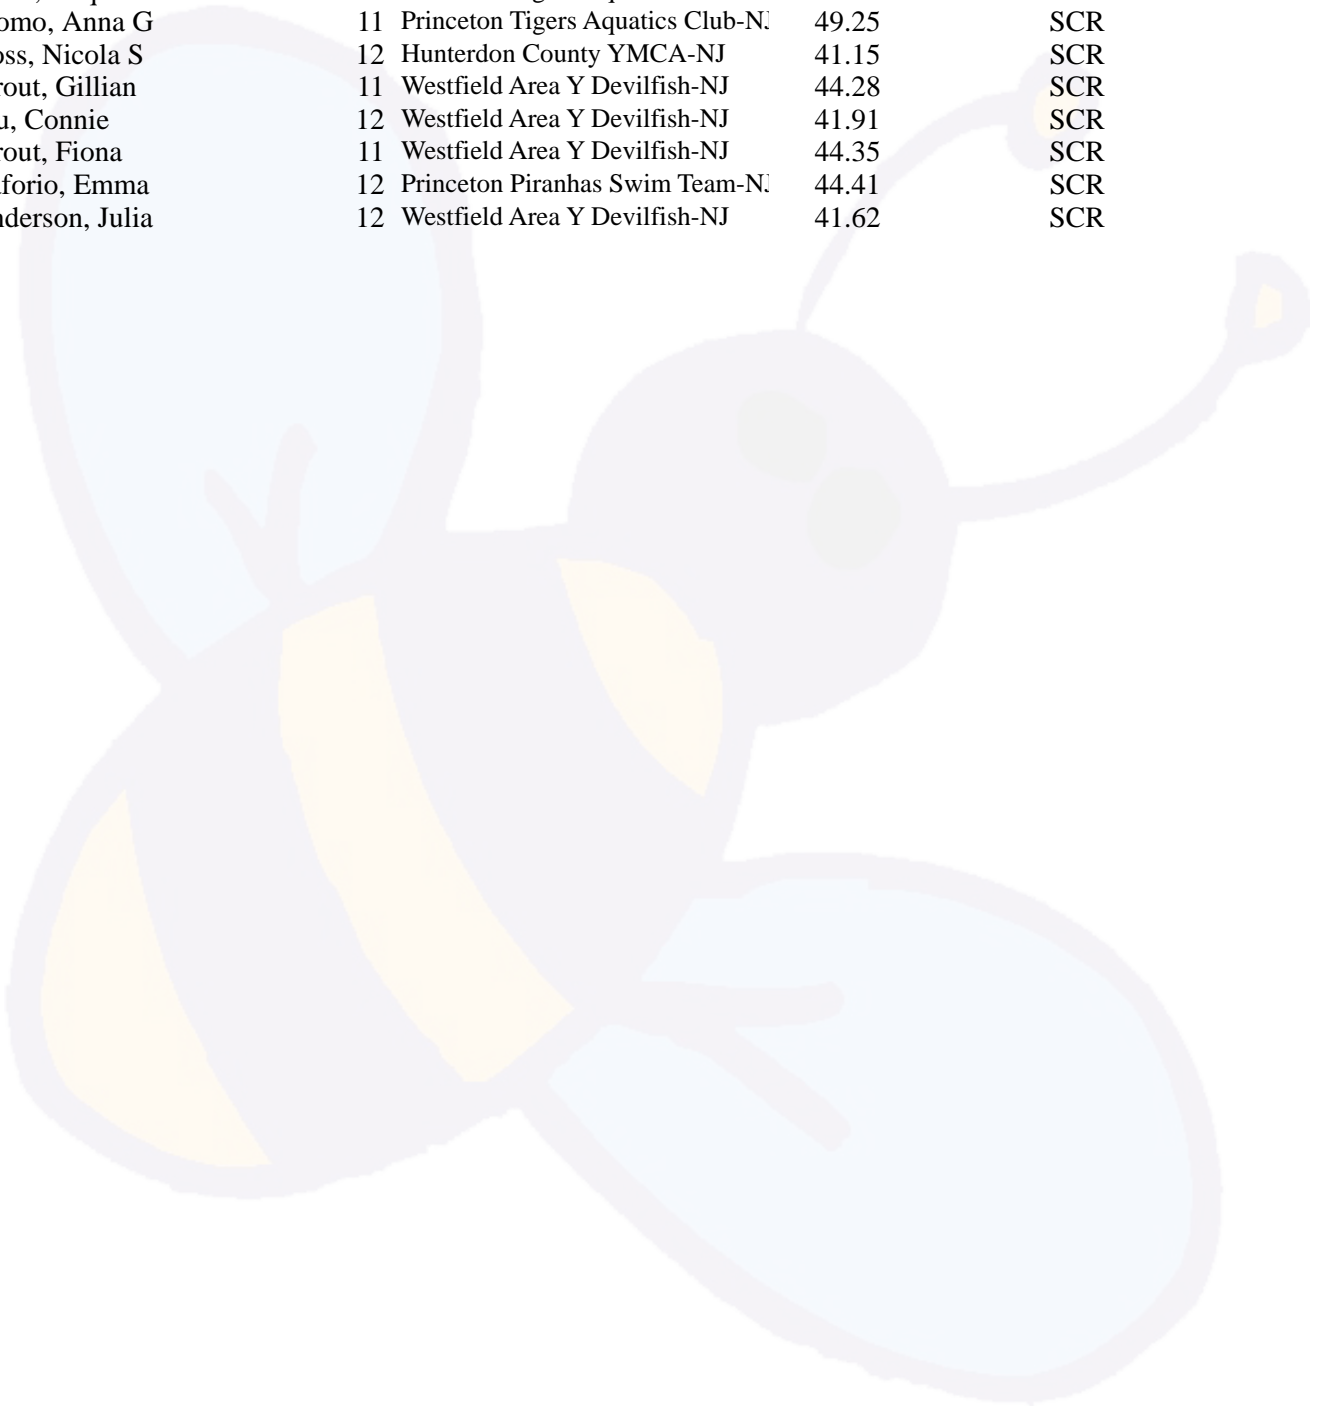 omo, Anna G 11 Princeton Tigers Aquatics Club-NJ 49.25 SCR
oss, Nicola S 12 Hunterdon County YMCA-NJ 41.15 SCR
rout, Gillian 11 Westfield Area Y Devilfish-NJ 44.28 SCR
u, Connie 12 Westfield Area Y Devilfish-NJ 41.91 SCR
rout, Fiona 11 Westfield Area Y Devilfish-NJ 44.35 SCR
aforio, Emma 12 Princeton Piranhas Swim Team-NJ 44.41 SCR
nderson, Julia 12 Westfield Area Y Devilfish-NJ 41.62 SCR